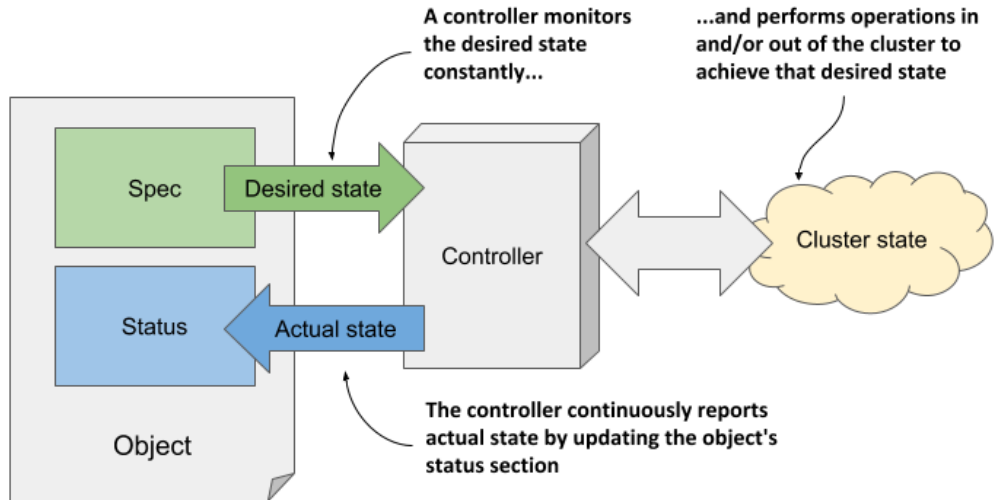 A controller monitors
the desired state
constantly...
...and performs operations in
and/or out of the cluster to
achieve that desired state
Spec
Desired state
Controller
Cluster state
Status
Actual state
Object
The controller continuously reports
actual state by updating the object's
status section